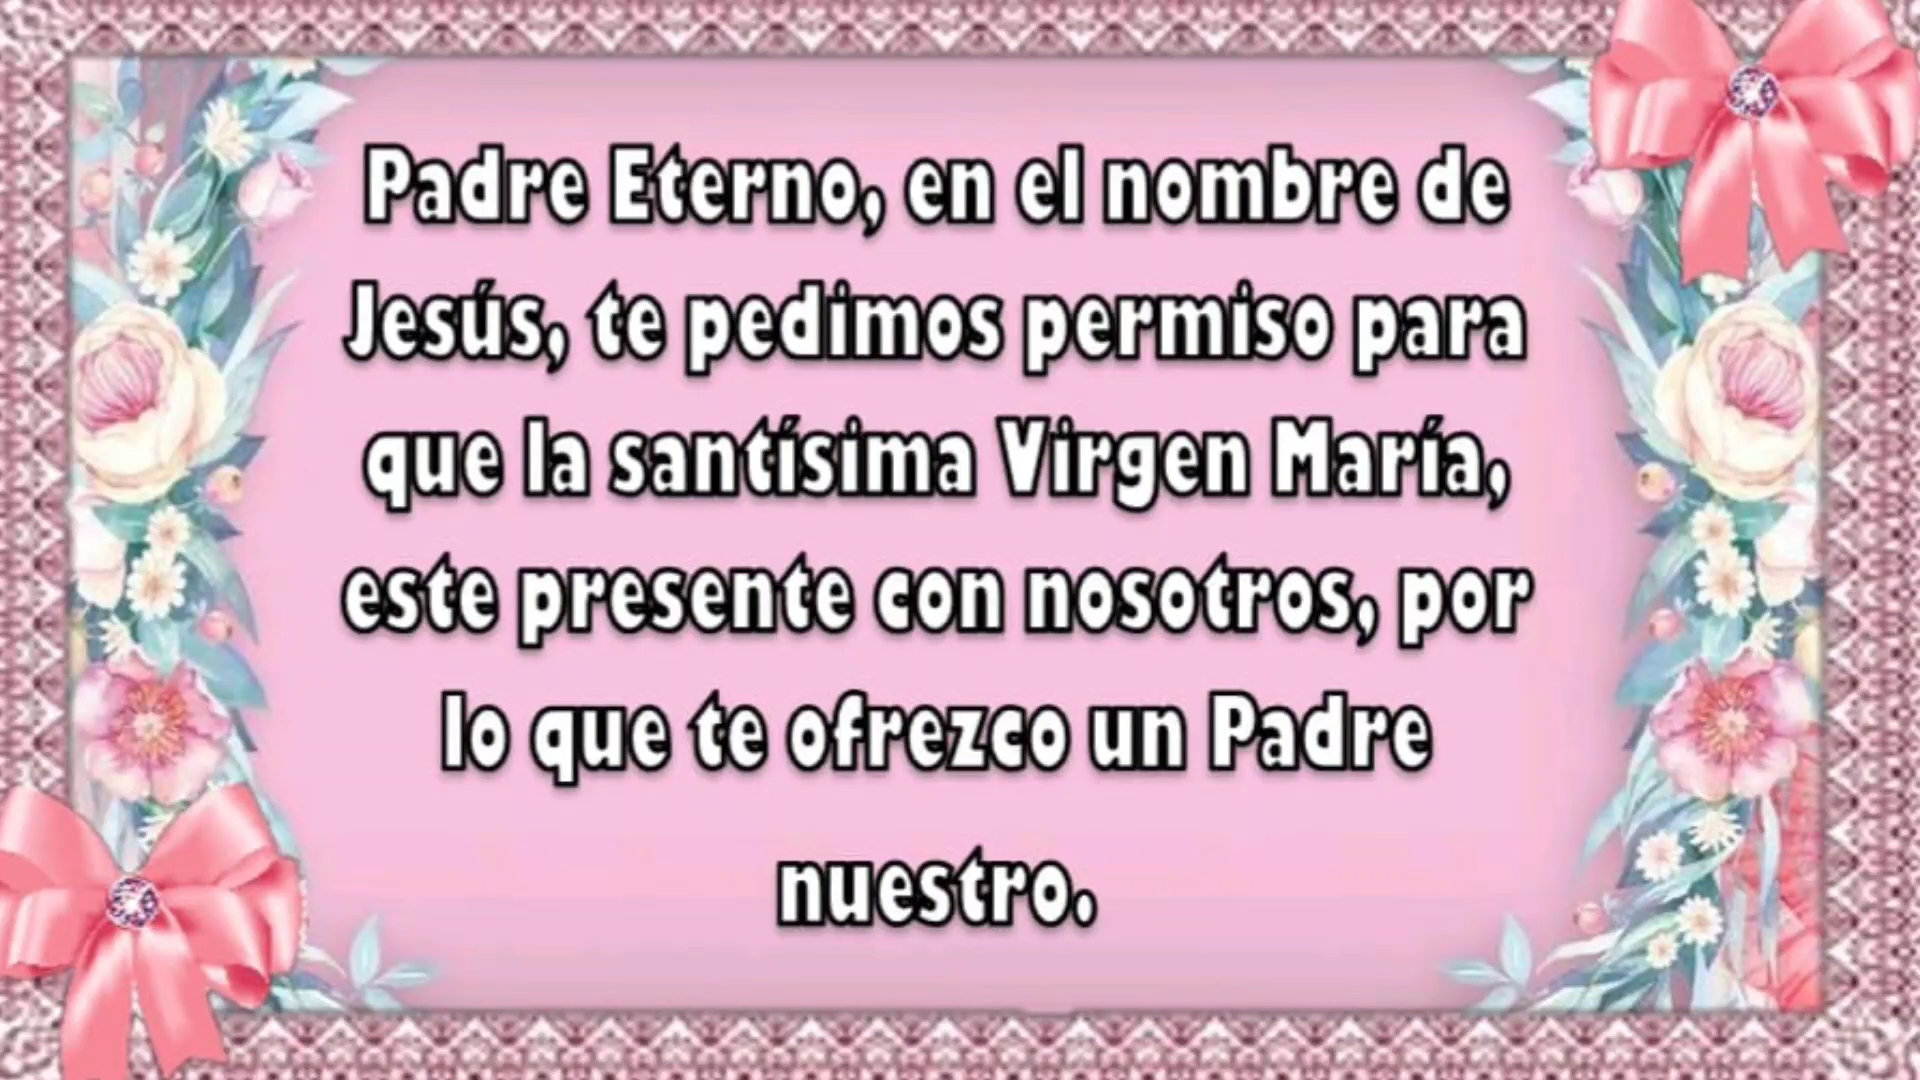 Padre Eterno, en el nombre de
Jesús, te pedimos permiso para
que la santísima Virgen María,
este presente con nosotros, por
lo que te ofrezco un Padre
nuestro.